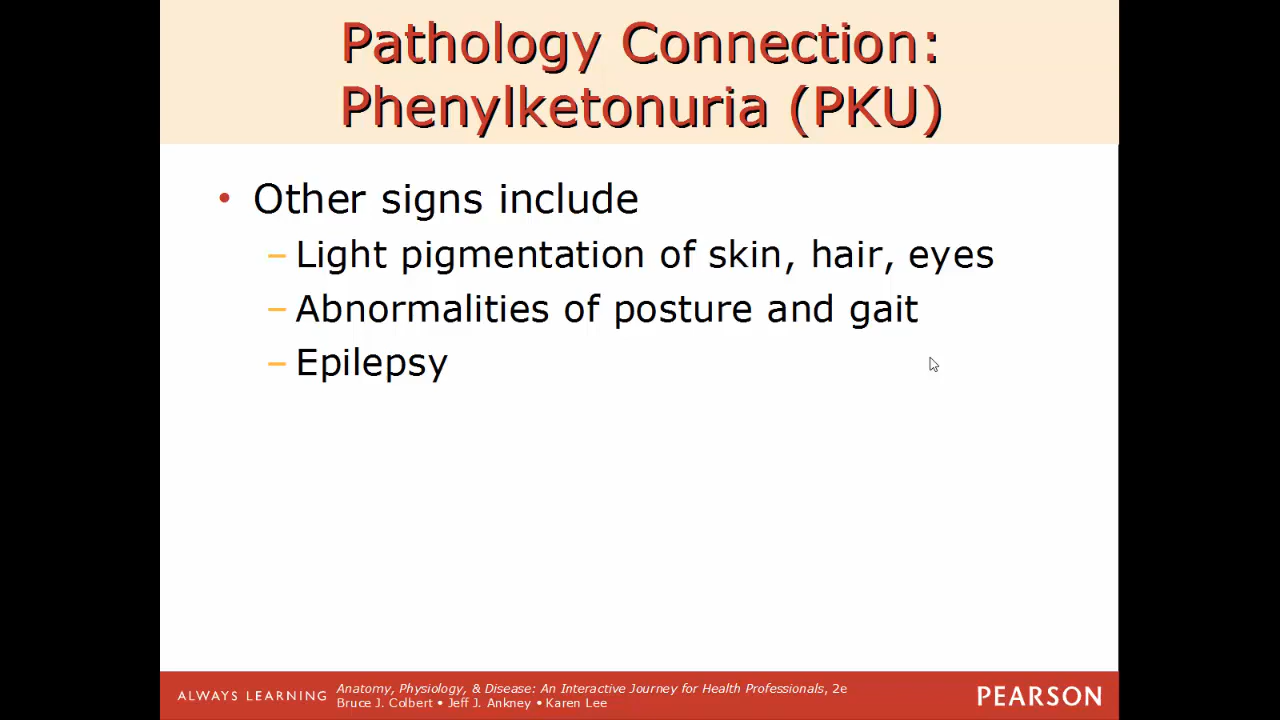 Pathology Connection:
Phenylketonuria (PKU)
• Other signs include
– Light pigmentation of skin, hair, eyes
– Abnormalities of posture and gait
– Epilepsy
ALWAYS LEARNING
Anatomy, Physiology, & Disease: An Interactive Journey for Health Professionals, 2e
Bruce J. Colbert • Jeff J. Ankney • Karen Lee
PEARSON